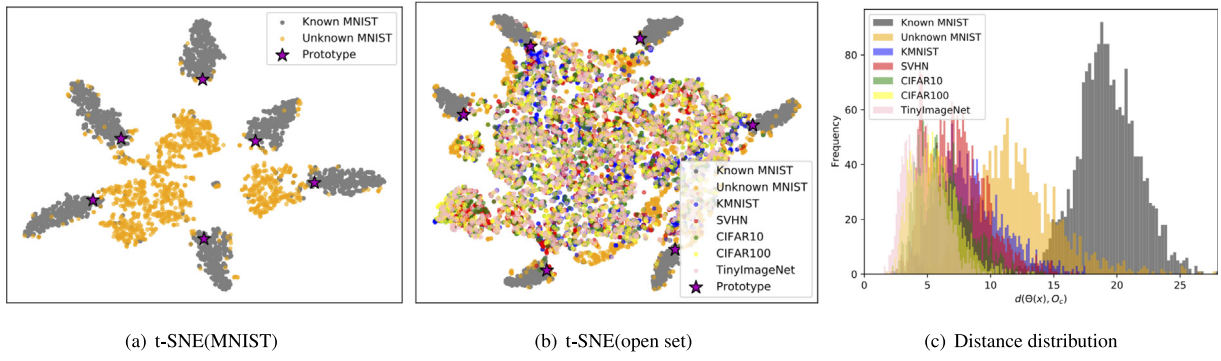 Known MNIST
Unknown MNIST
Prototype
(a) t-SNE(MNIST)
Known MNIST
Unknown MNIST
KMNIST
SVHN
CIFAR10
CIFAR100
TinyImageNet
Prototype
(b) t-SNE(open set)
Known MNIST
Unknown MNIST
KMNIST
SVHN
CIFAR10
CIFAR100
TinyImageNet
Frequency
80
60
40
20
0
0 5 10 15 20 25
d(Θ(x), O_c)
(c) Distance distribution